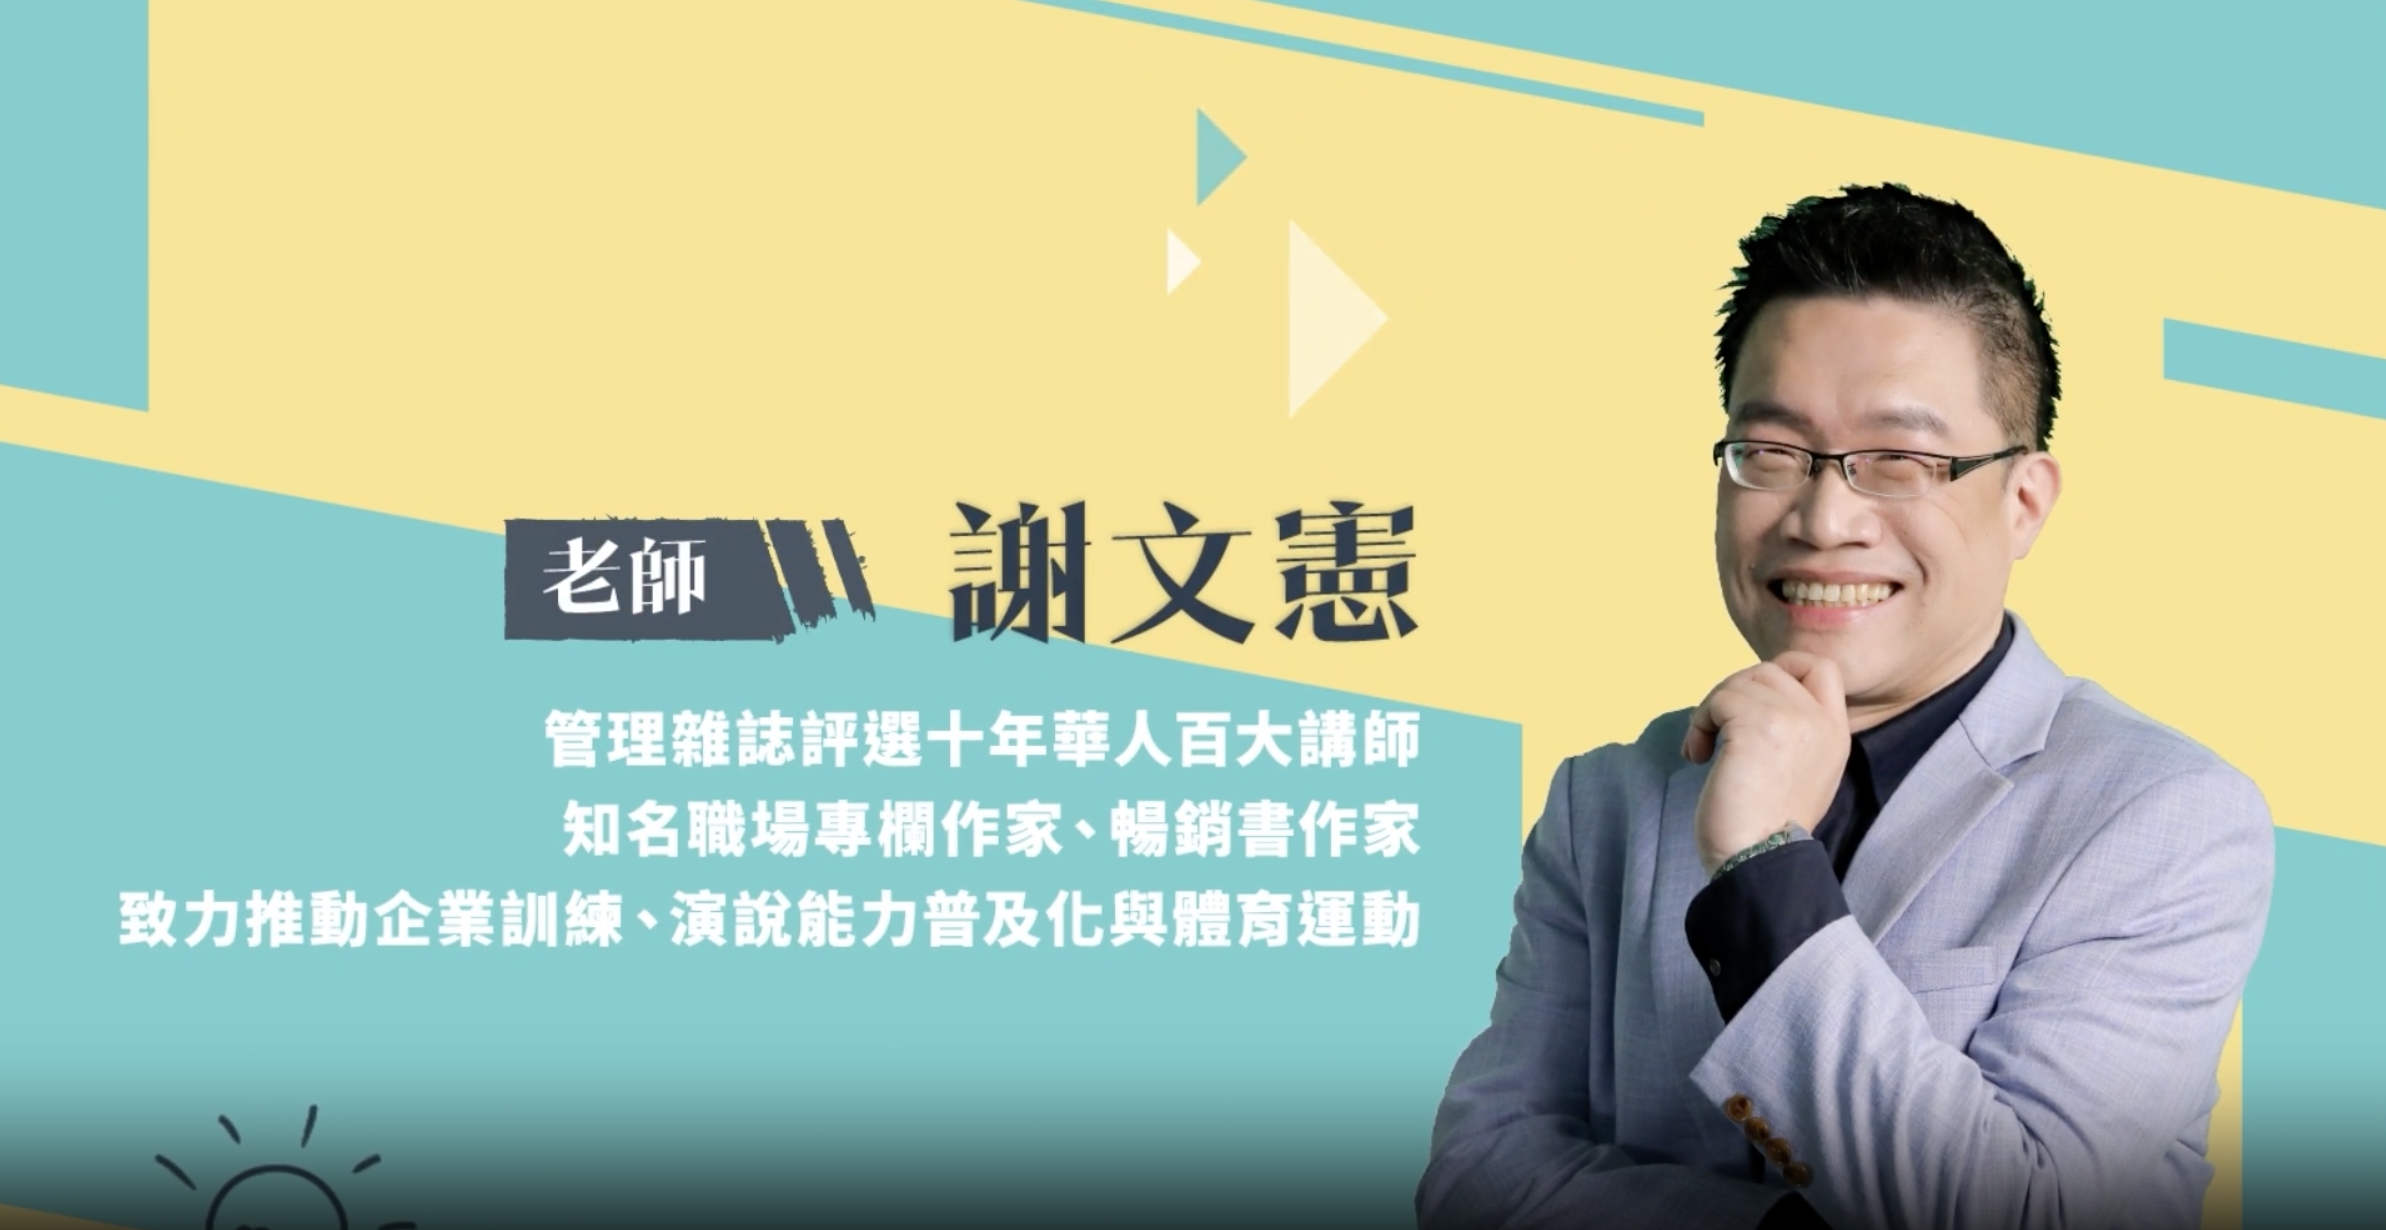 老師 謝文憲
管理雜誌評選十年華人百大講師
知名職場專欄作家、暢銷書作家
致力推動企業訓練、演說能力普及化與體育運動